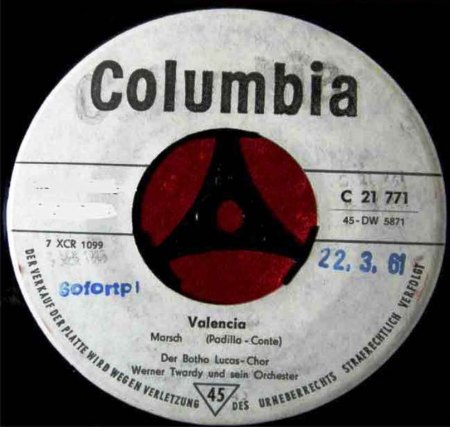 Columbia
C 21 771
45-DW 5871
7 XCR 1099
22. 3. 61
Sofortpl
Valencia
Marsch (Padilla-Conte)
Der Botho Lucas-Chor
Werner Twardy und sein Orchester
45
DER VERKAUF DER PLATTE WIRD WEGEN VERLETZUNG DES URHEBERRECHTS STRAFRECHTLICH VERFOLGT